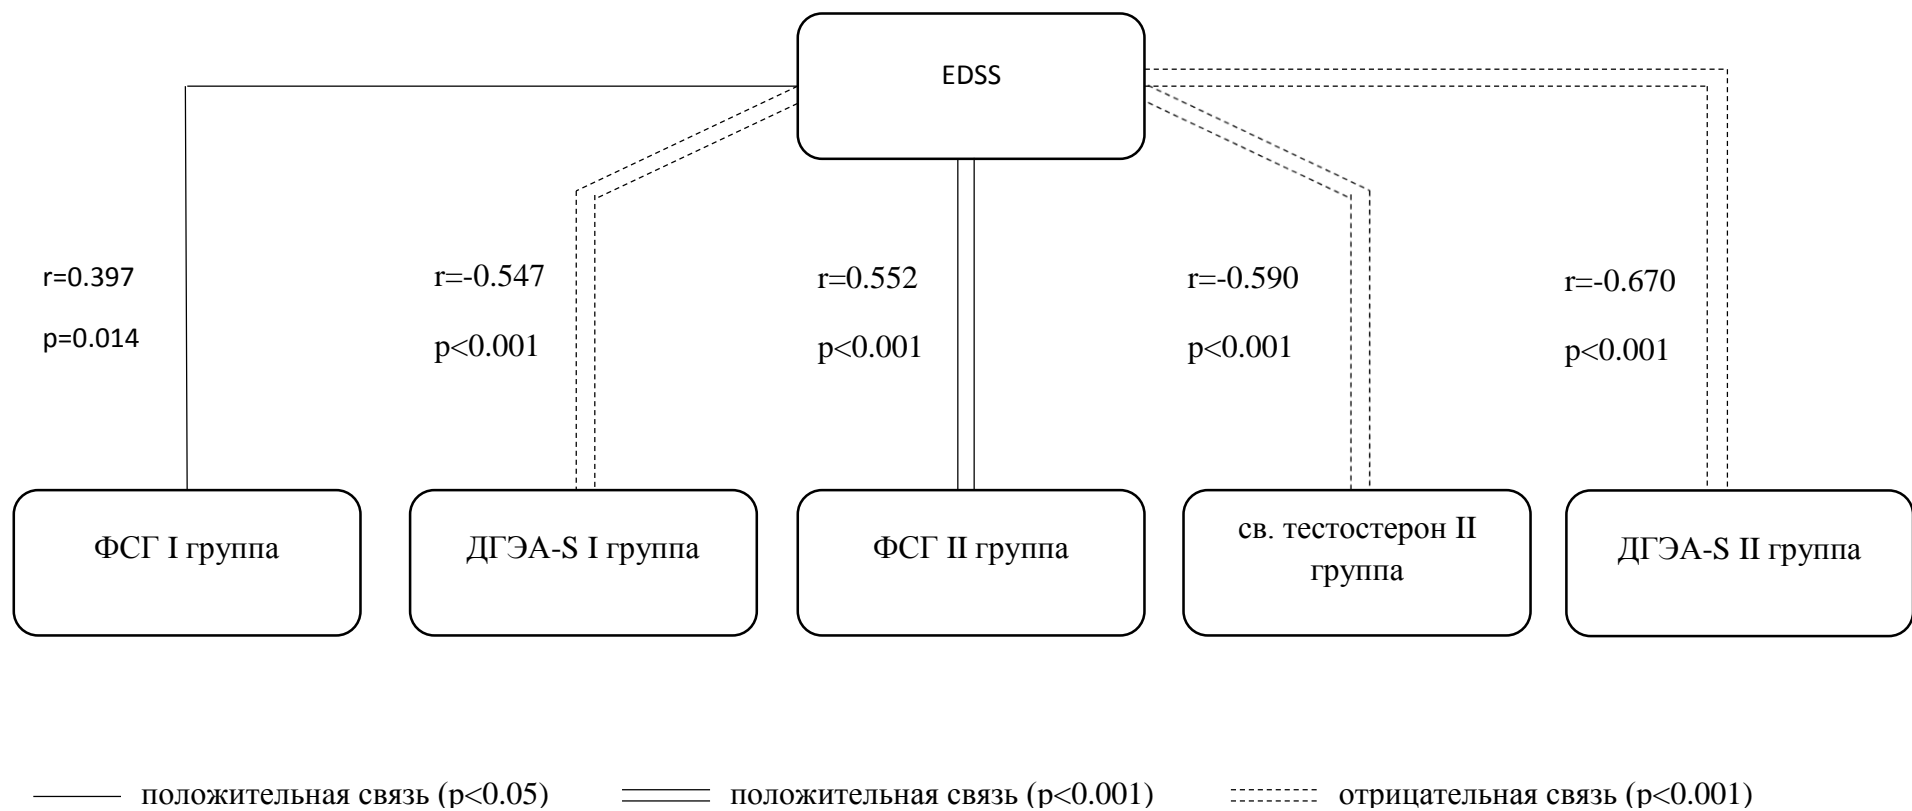 EDSS
r=0.397
p=0.014
r=-0.547
p<0.001
r=0.552
p<0.001
r=-0.590
p<0.001
r=-0.670
p<0.001
ФСГ I группа
ДГЭА-S I группа
ФСГ II группа
св. тестостерон II
группа
ДГЭА-S II группа
положительная связь (p<0.05)
положительная связь (p<0.001)
отрицательная связь (p<0.001)